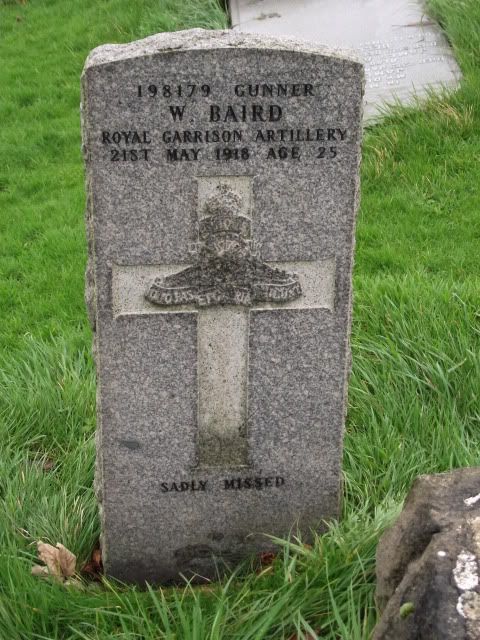 198179 GUNNER
W. BAIRD
ROYAL GARRISON ARTILLERY
21ST MAY 1918 AGE 25
SADLY MISSED